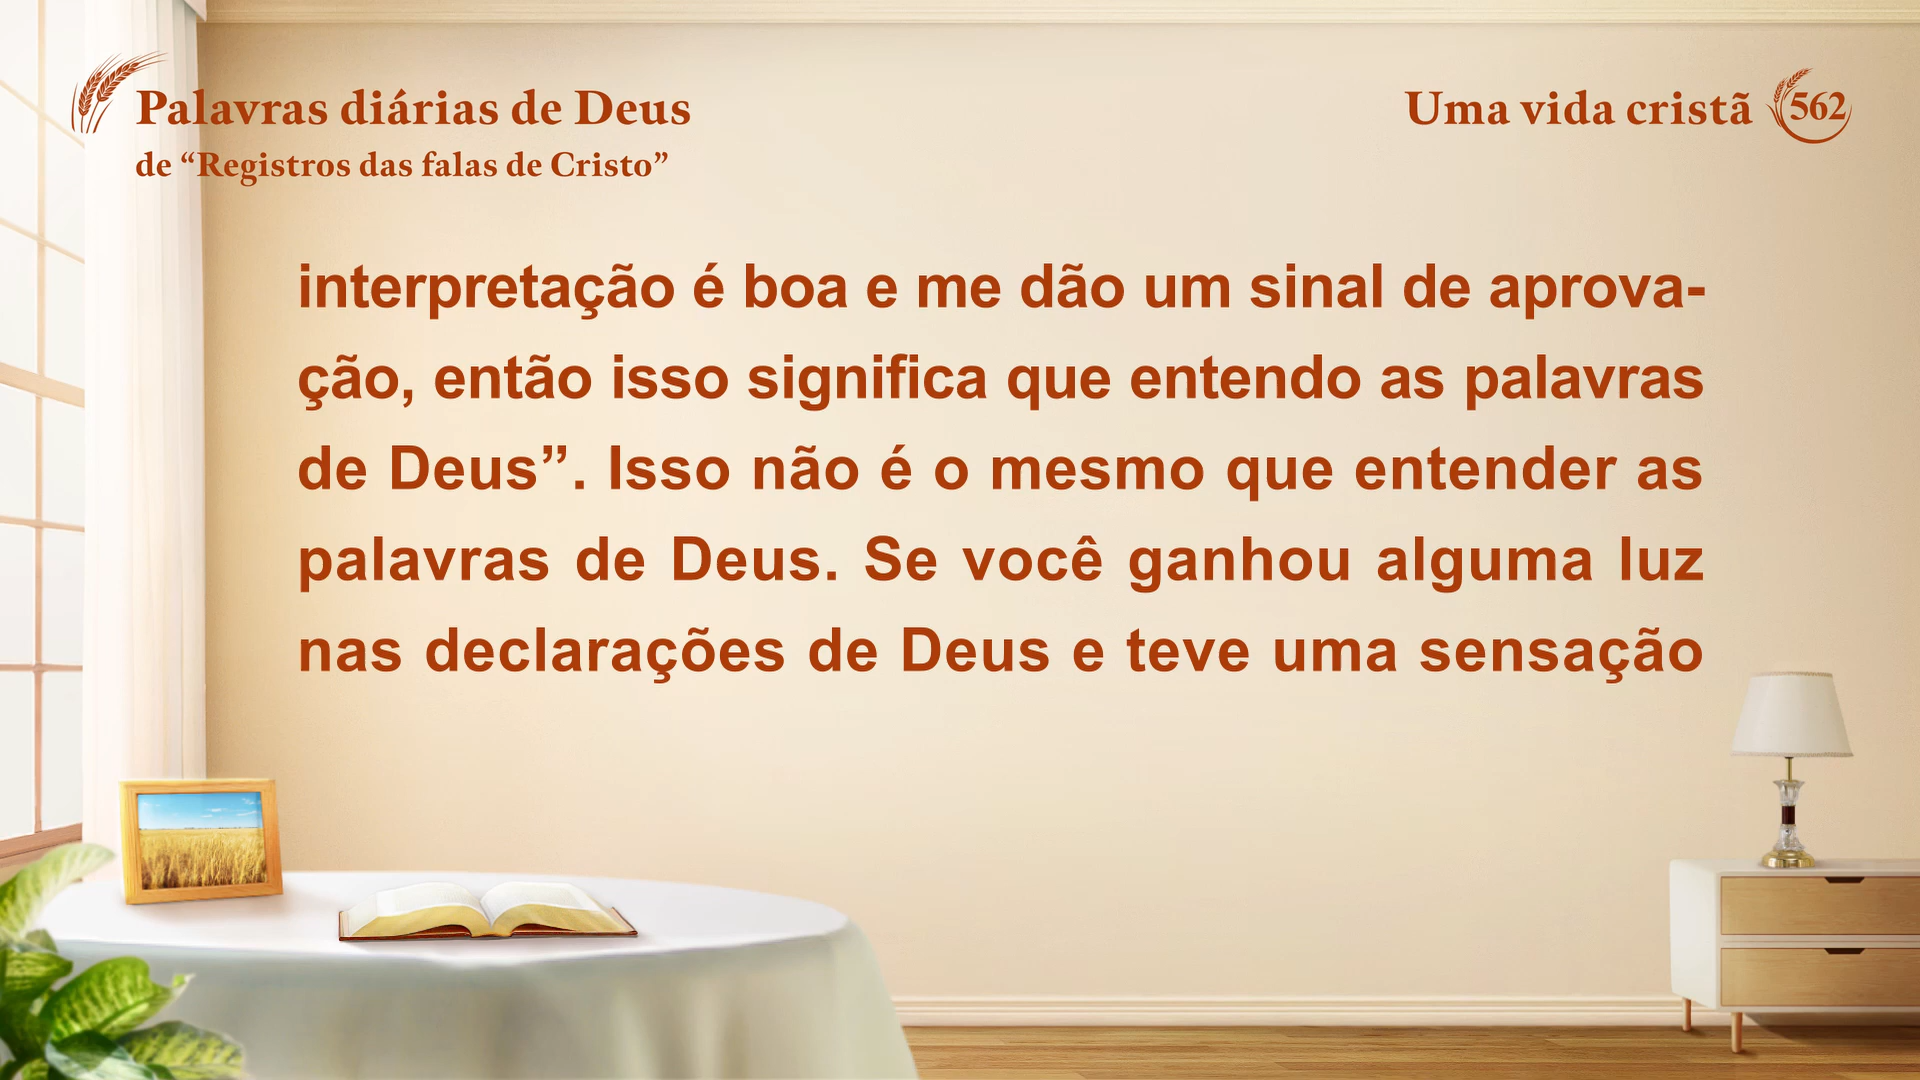 Palavras diárias de Deus
de “Registros das falas de Cristo”
Uma vida cristã 562
interpretação é boa e me dão um sinal de aprova-
ção, então isso significa que entendo as palavras
de Deus”. Isso não é o mesmo que entender as
palavras de Deus. Se você ganhou alguma luz
nas declarações de Deus e teve uma sensação